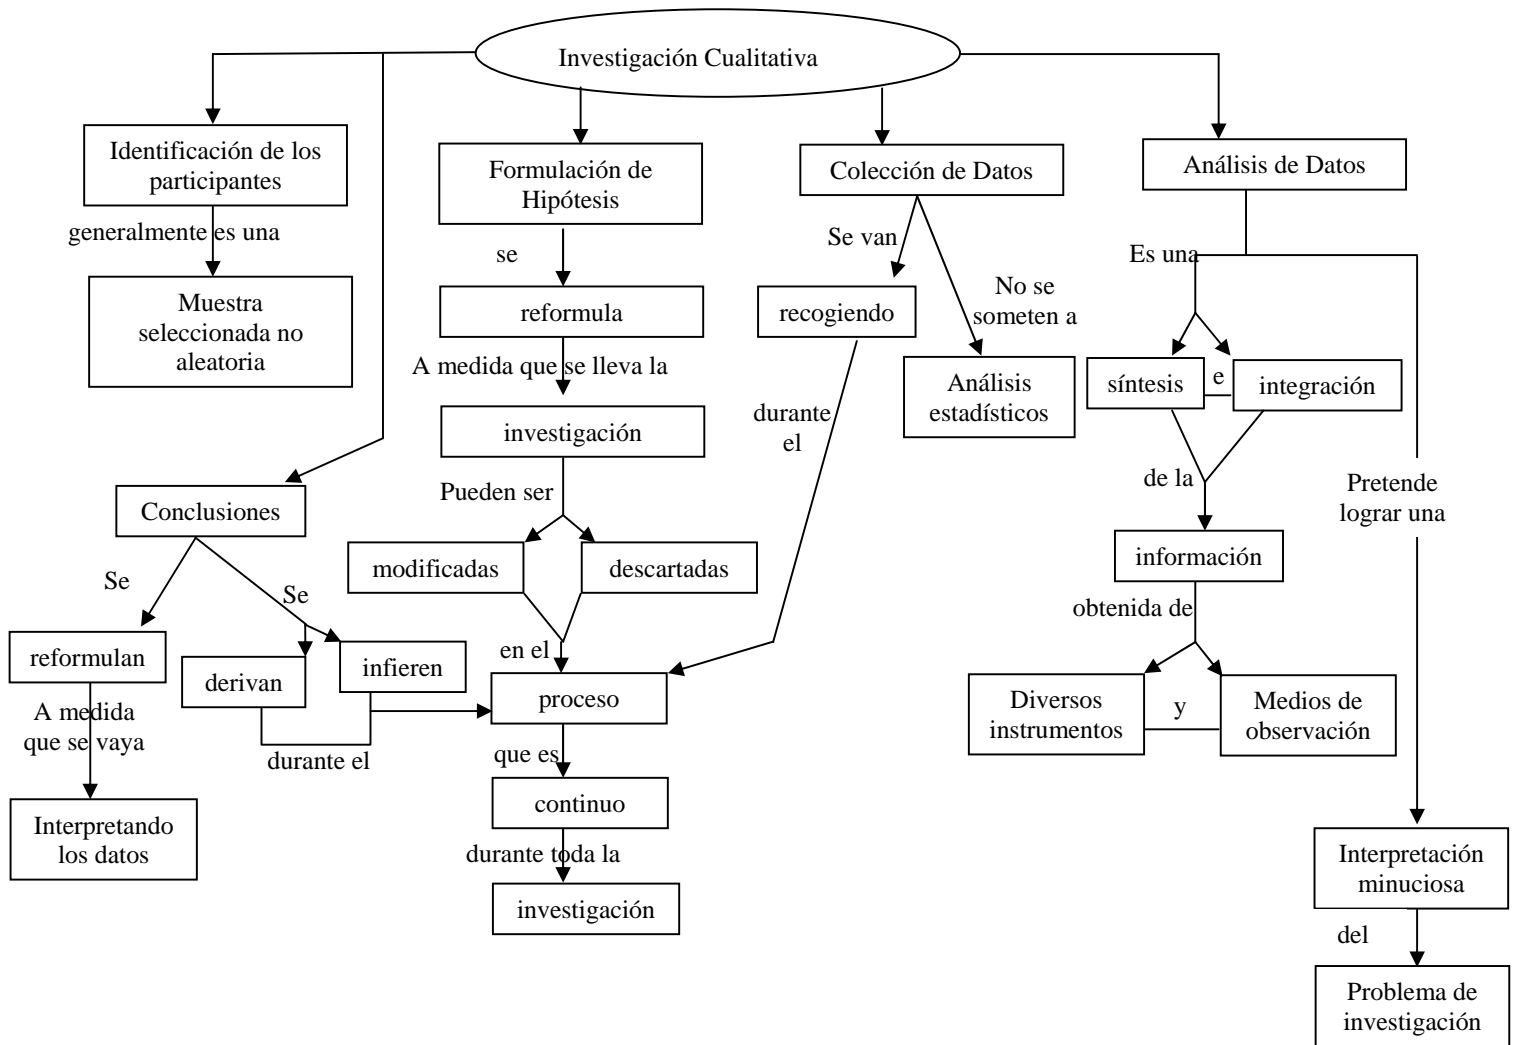 Investigación Cualitativa
Identificación de los
participantes
generalmente es una
Muestra
seleccionada no
aleatoria
Conclusiones
Se
reformulan
A medida
que se vaya
Interpretando
los datos
Se
derivan
infieren
durante el
Formulación de
Hipótesis
se
reformula
A medida que se lleva la
investigación
Pueden ser
modificadas
descartadas
en el
proceso
que es
continuo
durante toda la
investigación
Colección de Datos
Se van
recogiendo
durante
el
No se
someten a
Análisis
estadísticos
Análisis de Datos
Es una
síntesis
e
integración
de la
información
obtenida de
Diversos
instrumentos
y
Medios de
observación
Pretende
lograr una
Interpretación
minuciosa
del
Problema de
investigación